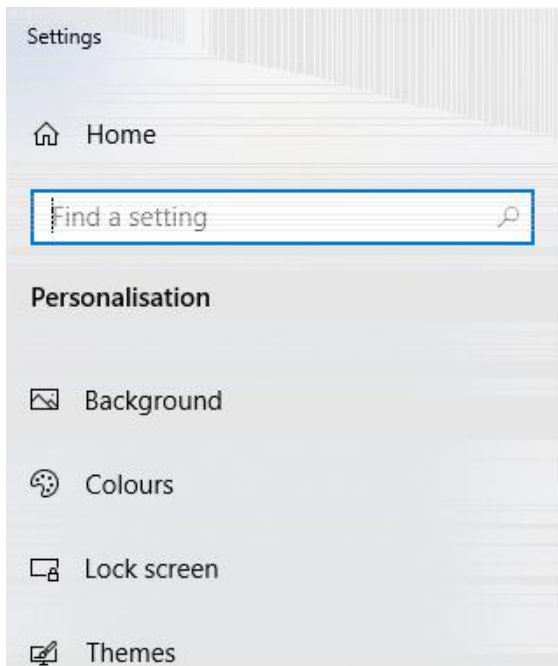 Settings
Home
Find a setting
Personalisation
Background
Colours
Lock screen
Themes